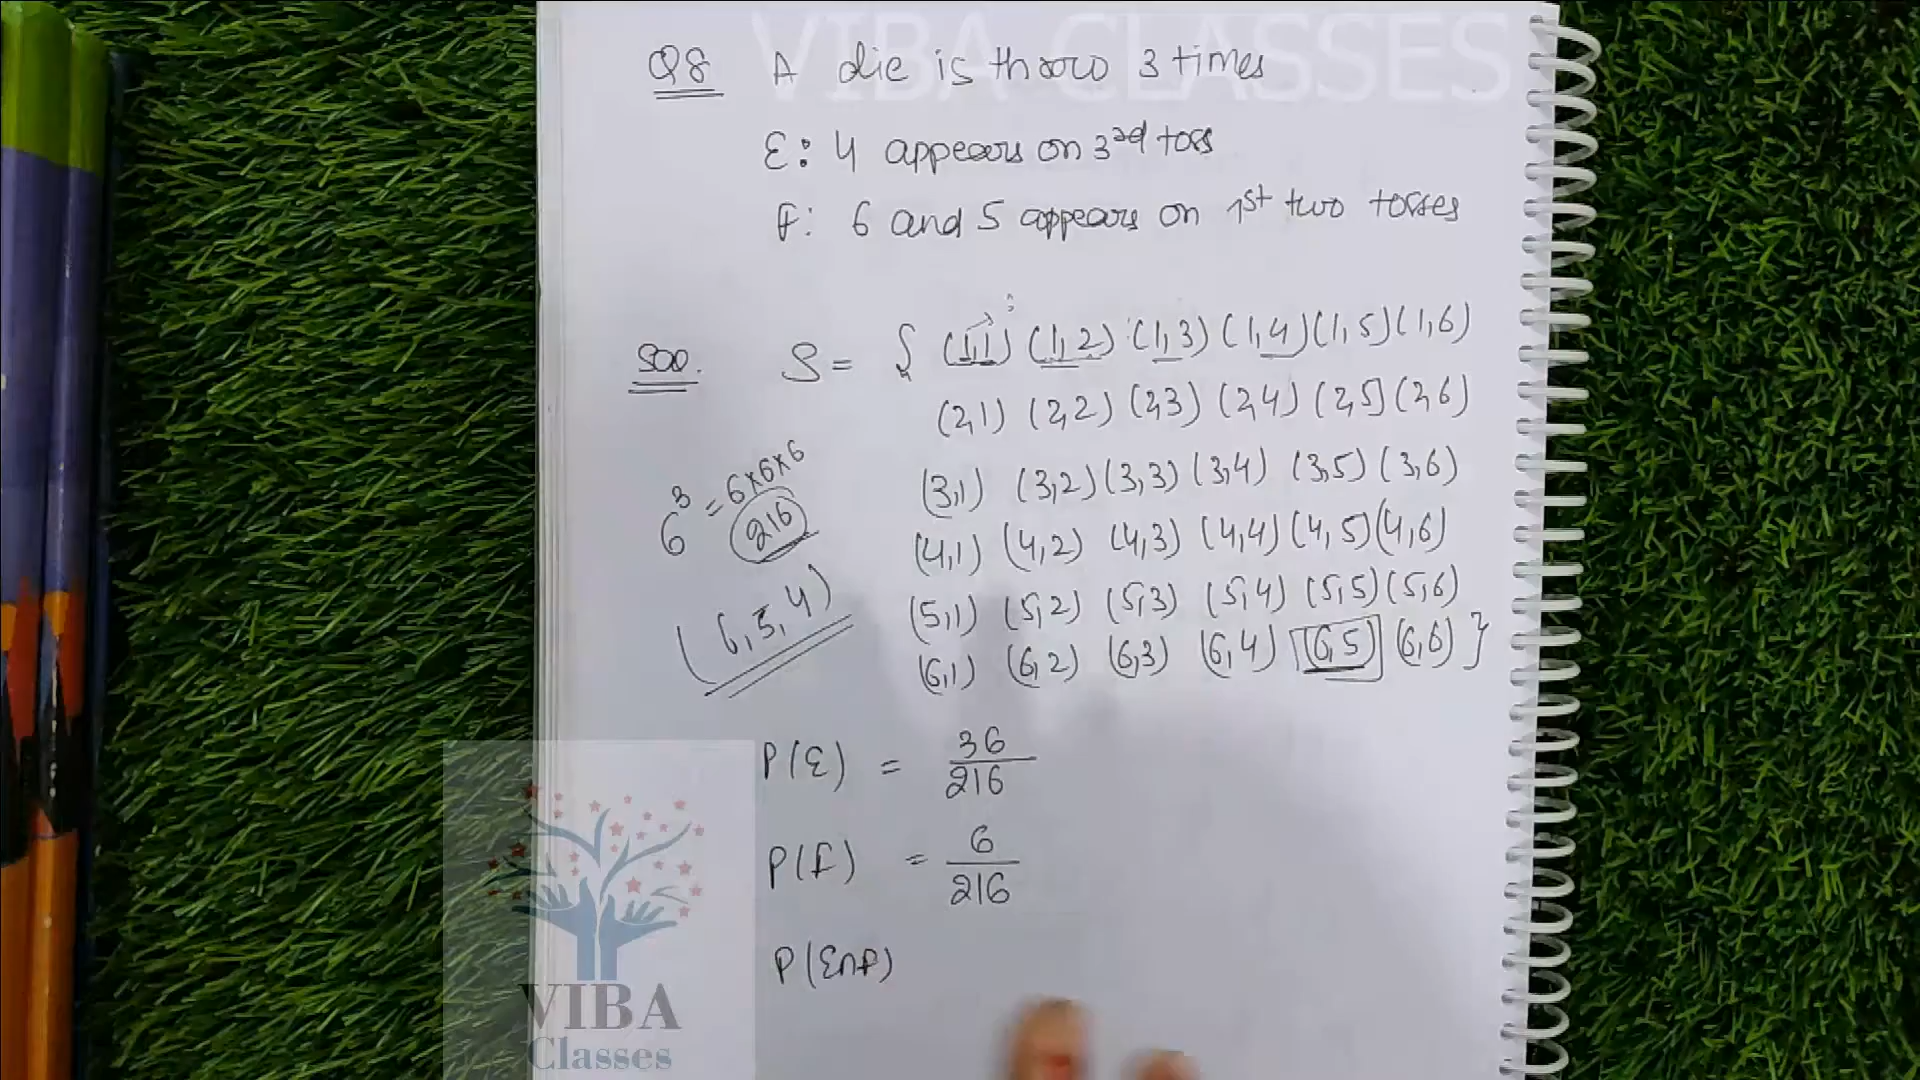 VIBA CLASSES
Q8 A die is throw 3 times
E: 4 appears on 3rd toss
F: 6 and 5 appears on 1st two tosses
Soo. S = { (1,1) (1,2) (1,3) (1,4) (1,5) (1,6)
(2,1) (2,2) (2,3) (2,4) (2,5) (2,6)
(3,1) (3,2) (3,3) (3,4) (3,5) (3,6)
(4,1) (4,2) (4,3) (4,4) (4,5) (4,6)
(5,1) (5,2) (5,3) (5,4) (5,5) (5,6)
(6,1) (6,2) (6,3) (6,4) (6,5) (6,6) }
6³ = 6×6×6
216
(6,5,4)
P(E) = 36/216
P(F) = 6/216
P(E∩F)
VIBA
Classes